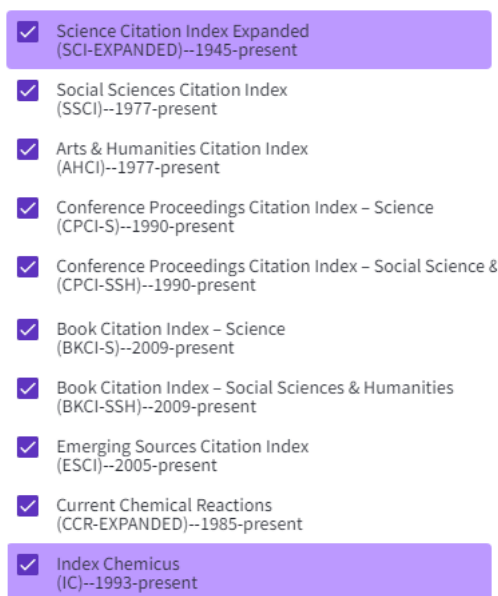 Science Citation Index Expanded
(SCI-EXPANDED)--1945-present
Social Sciences Citation Index
(SSCI)--1977-present
Arts & Humanities Citation Index
(AHCI)--1977-present
Conference Proceedings Citation Index – Science
(CPCI-S)--1990-present
Conference Proceedings Citation Index – Social Science &
(CPCI-SSH)--1990-present
Book Citation Index – Science
(BKCI-S)--2009-present
Book Citation Index – Social Sciences & Humanities
(BKCI-SSH)--2009-present
Emerging Sources Citation Index
(ESCI)--2005-present
Current Chemical Reactions
(CCR-EXPANDED)--1985-present
Index Chemicus
(IC)--1993-present